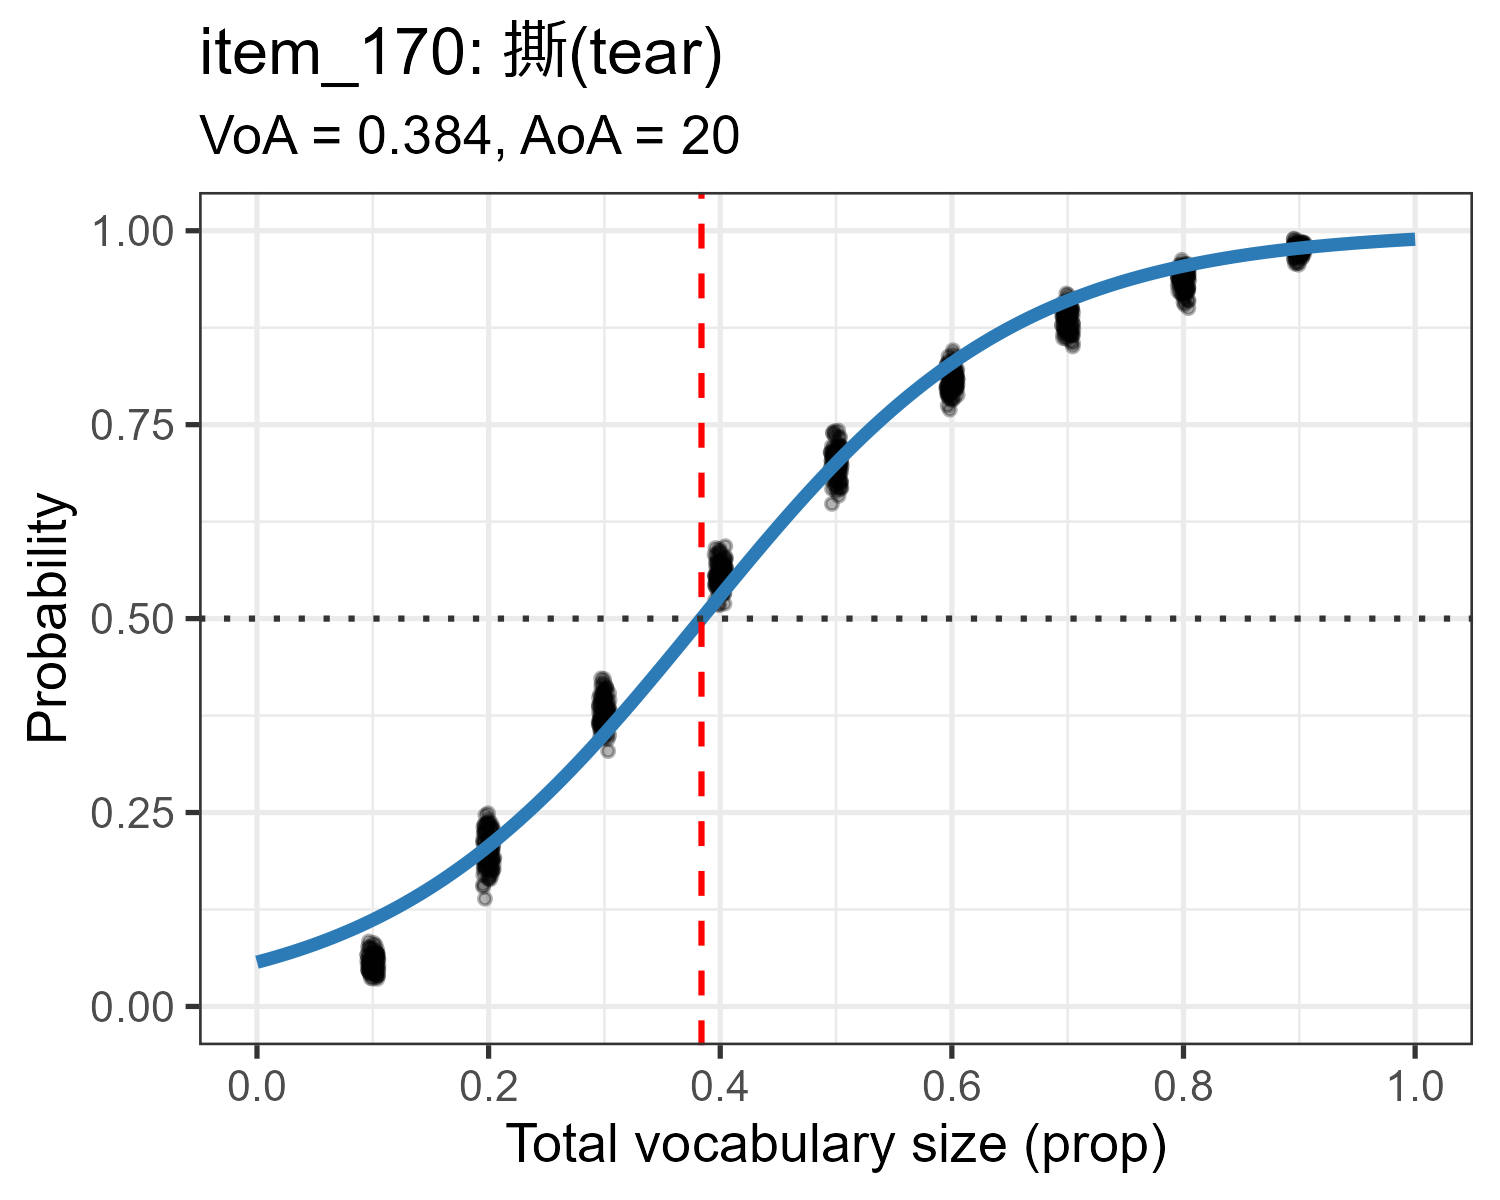 item_170: 撕(tear)
VoA = 0.384, AoA = 20
1.00
0.75
0.50
0.25
0.00
Probability
0.0 0.2 0.4 0.6 0.8 1.0
Total vocabulary size (prop)